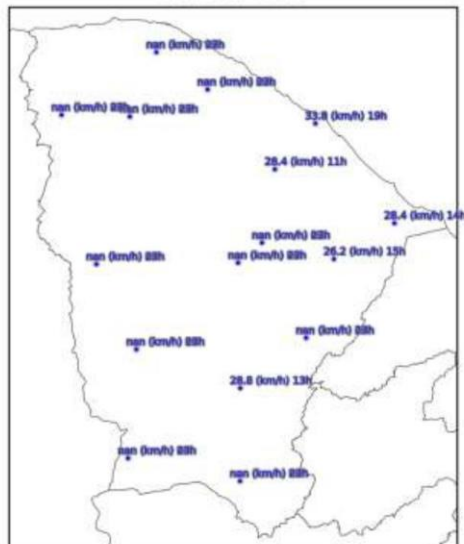 nan (km/h)
nan (km/h)
33.8 (km/h) 19h
nan (km/h) nan (km/h)
28.4 (km/h) 11h
28.4 (km/h) 14h
nan (km/h)
26.2 (km/h) 15h
nan (km/h) nan (km/h)
nan (km/h)
nan (km/h)
28.8 (km/h) 13h
nan (km/h)
nan (km/h)